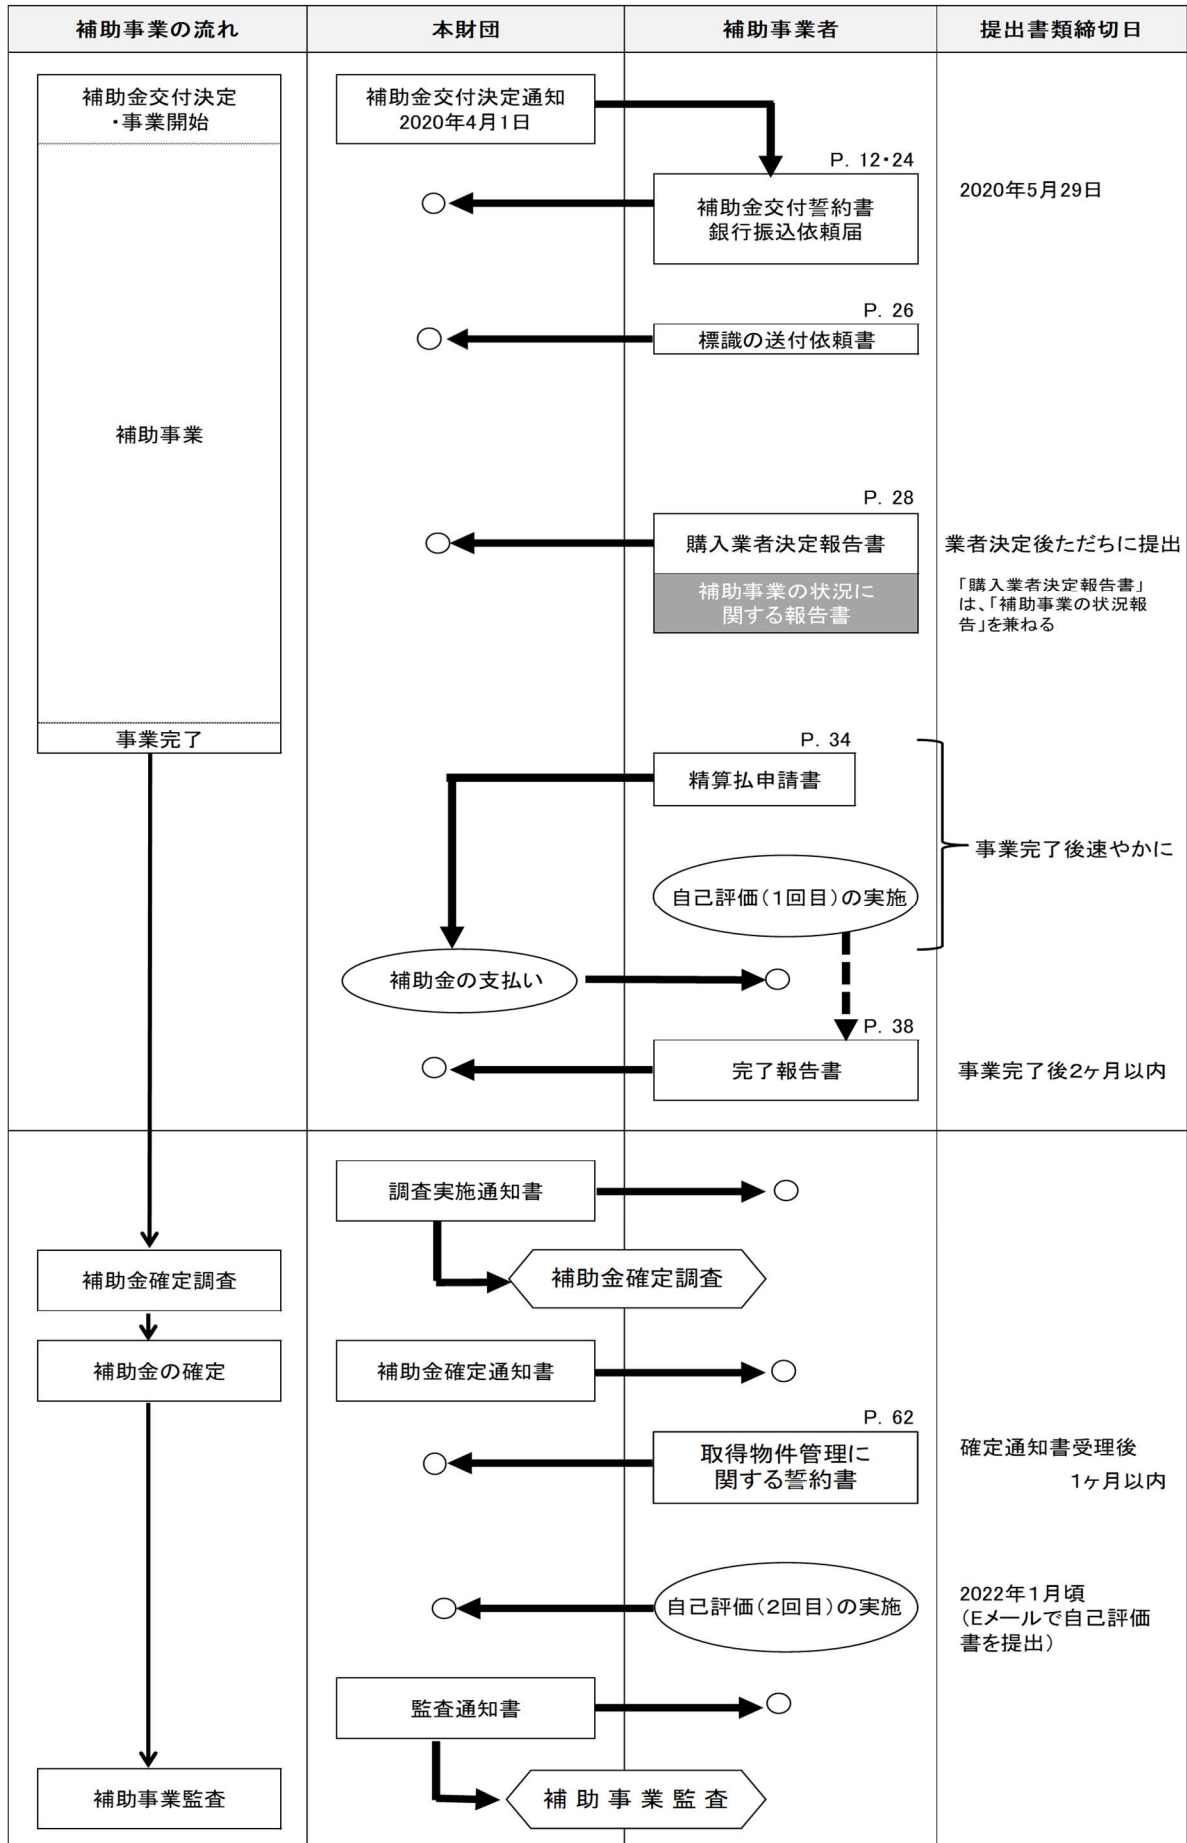 補助事業の流れ
本財団
補助事業者
提出書類締切日
補助金交付決定
・事業開始
補助金交付決定通知
2020年4月1日
P. 12・24
補助金交付誓約書
銀行振込依頼届
2020年5月29日
P. 26
標識の送付依頼書
補助事業
P. 28
購入業者決定報告書
業者決定後ただちに提出
補助事業の状況に
関する報告書
「購入業者決定報告書」
は、「補助事業の状況報
告」を兼ねる
事業完了
P. 34
精算払申請書
事業完了後速やかに
自己評価(1回目)の実施
補助金の支払い
P. 38
完了報告書
事業完了後2ヶ月以内
調査実施通知書
補助金確定調査
補助金確定調査
補助金の確定
補助金確定通知書
P. 62
取得物件管理に
関する誓約書
確定通知書受理後
1ヶ月以内
自己評価(2回目)の実施
2022年1月頃
(Eメールで自己評価
書を提出)
監査通知書
補助事業監査
補助事業監査